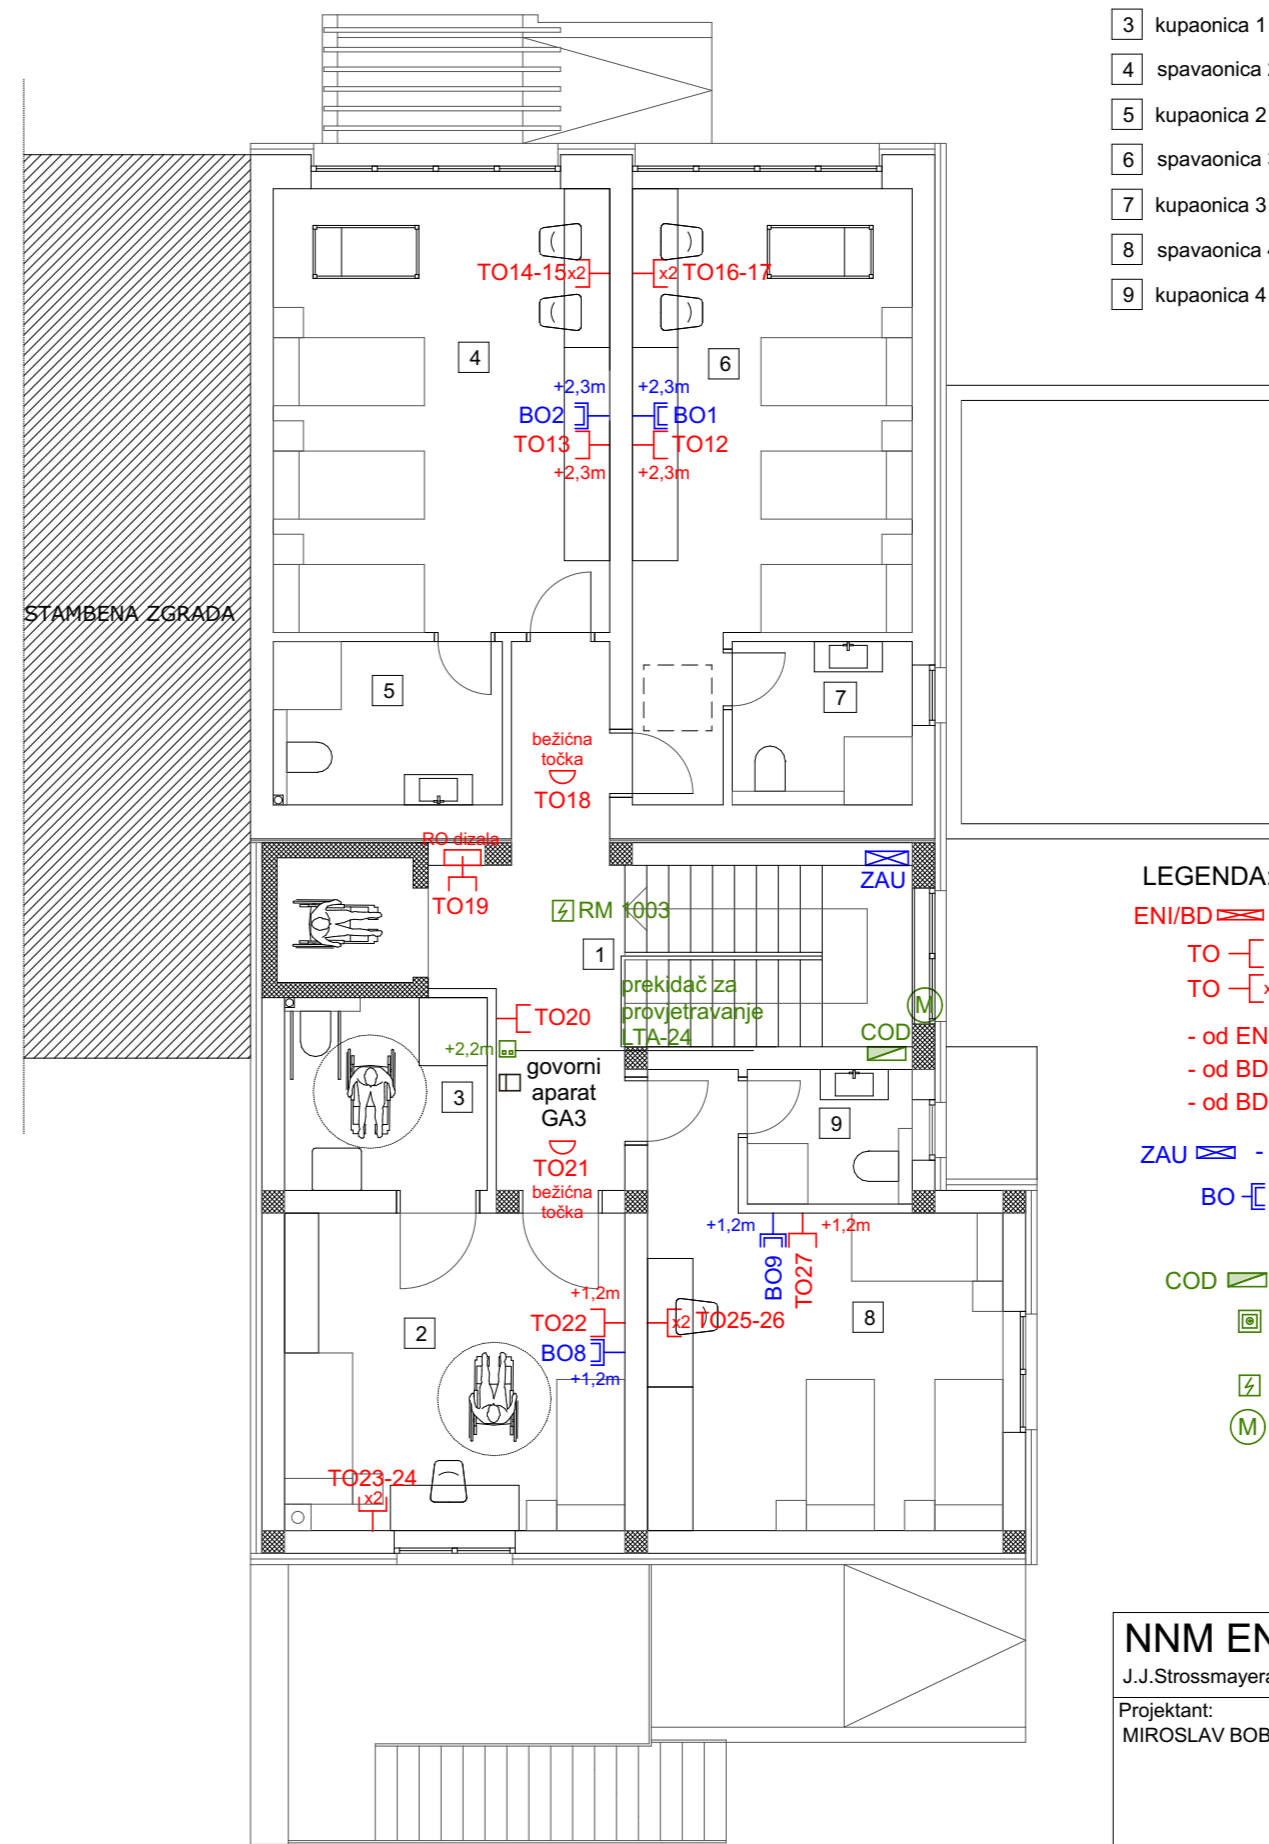 3 kupaonica 1
4 spavaonica
5 kupaonica 2
6 spavaonica
7 kupaonica 3
8 spavaonica
9 kupaonica 4
TO14-15 x2
x2 TO16-17
4
6
+2,3m
+2,3m
BO2
BO1
TO13
TO12
+2,3m
+2,3m
STAMBENA ZGRADA
5
7
bežićna
točka
TO18
RO dizala
TO19
ZAU
RM 1003
1
prekidač za
provjetravanje
LTA-24
TO20
M
COD
+2,2m
govorni
aparat
GA3
3
9
TO21
bežićna
točka
+1,2m
+1,2m
BO9
TO27
+1,2m
TO22
x2 TO25-26
8
2
BO8
+1,2m
TO23-24
x2
LEGENDA:
ENI/BD
TO
TO
- od
- od BD
- od BD
ZAU -
BO
COD
M
NNM
J.J.Strossmayera
Projektant:
MIROSLAV